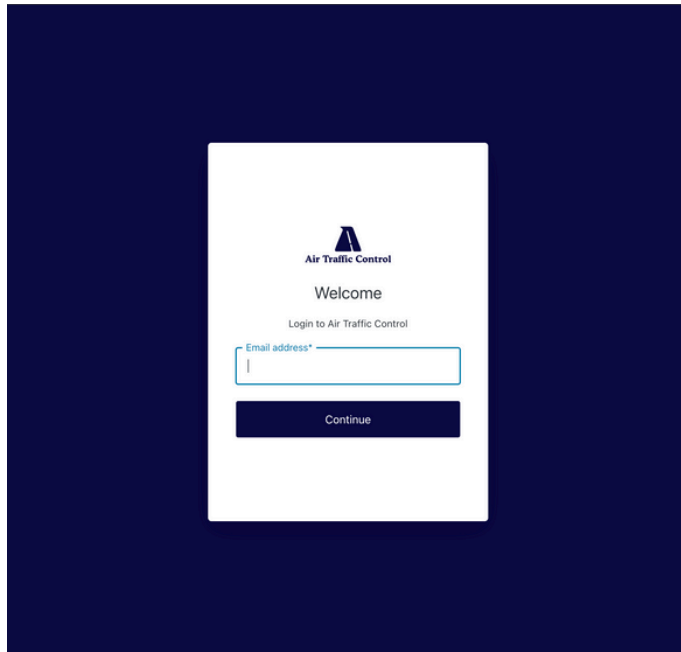 Air Traffic Control
Welcome
Login to Air Traffic Control
Email address*
Continue